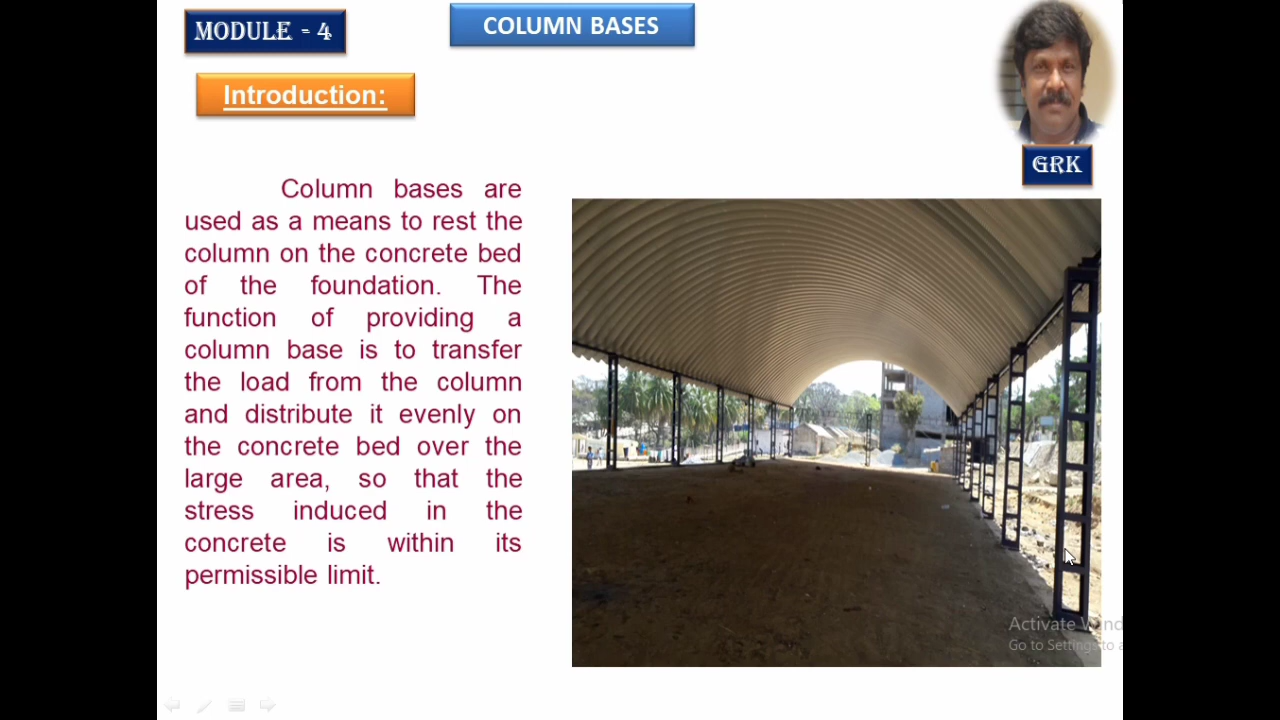 MODULE - 4
COLUMN BASES
Introduction:
GRK
Column bases are
used as a means to rest the
column on the concrete bed
of the foundation. The
function of providing a
column base is to transfer
the load from the column
and distribute it evenly on
the concrete bed over the
large area, so that the
stress induced in the
concrete is within its
permissible limit.
Activate
Go to Settings to a